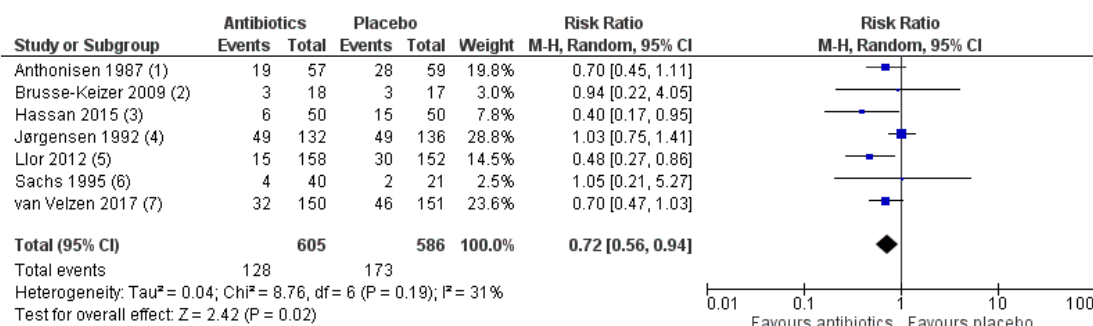 Antibiotics Placebo Risk Ratio Risk Ratio
Study or Subgroup Events Total Events Total Weight M-H, Random, 95% CI M-H, Random, 95% CI
Anthonisen 1987 (1) 19 57 28 59 19.8% 0.70 [0.45, 1.11]
Brusse-Keizer 2009 (2) 3 18 3 17 3.0% 0.94 [0.22, 4.05]
Hassan 2015 (3) 6 50 15 50 7.8% 0.40 [0.17, 0.95]
Jørgensen 1992 (4) 49 132 49 136 28.8% 1.03 [0.75, 1.41]
Llor 2012 (5) 15 158 30 152 14.5% 0.48 [0.27, 0.86]
Sachs 1995 (6) 4 40 2 21 2.5% 1.05 [0.21, 5.27]
van Velzen 2017 (7) 32 150 46 151 23.6% 0.70 [0.47, 1.03]
Total (95% CI) 605 586 100.0% 0.72 [0.56, 0.94]
Total events 128 173
Heterogeneity: Tau² = 0.04; Chi² = 8.76, df = 6 (P = 0.19); I² = 31%
Test for overall effect: Z = 2.42 (P = 0.02)
0.01 0.1 1 10 100
Favours antibiotics Favours placebo